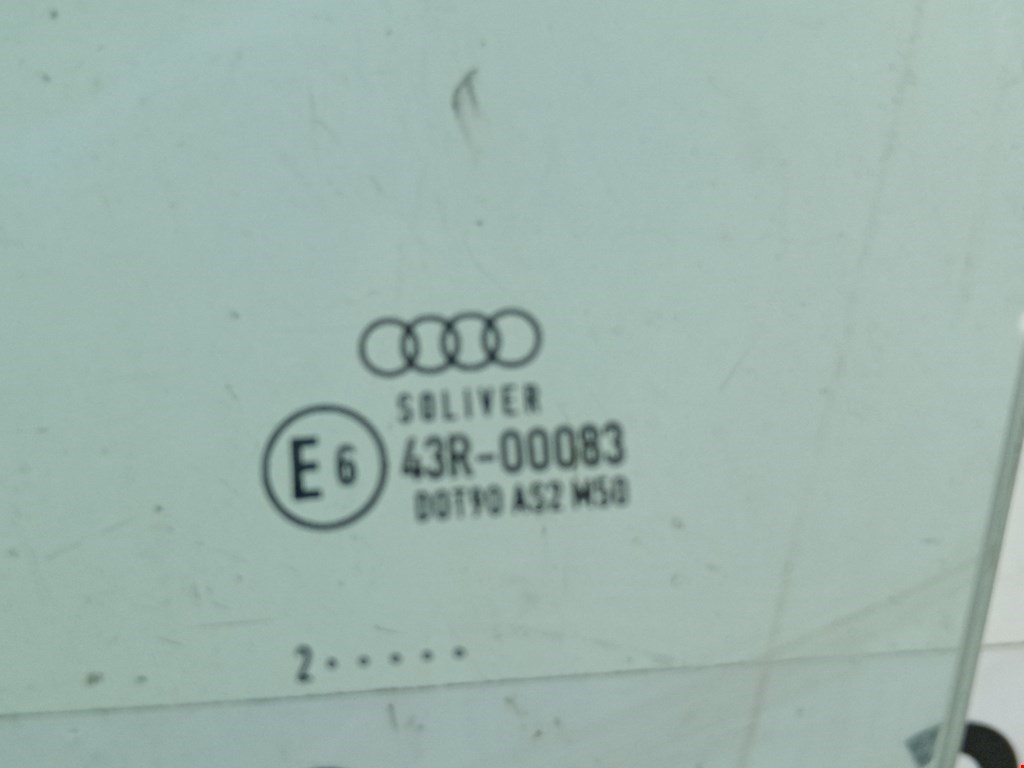 SOLIVER
E6 43R-00083
DOT90 AS2 M50
2 · · · · ·